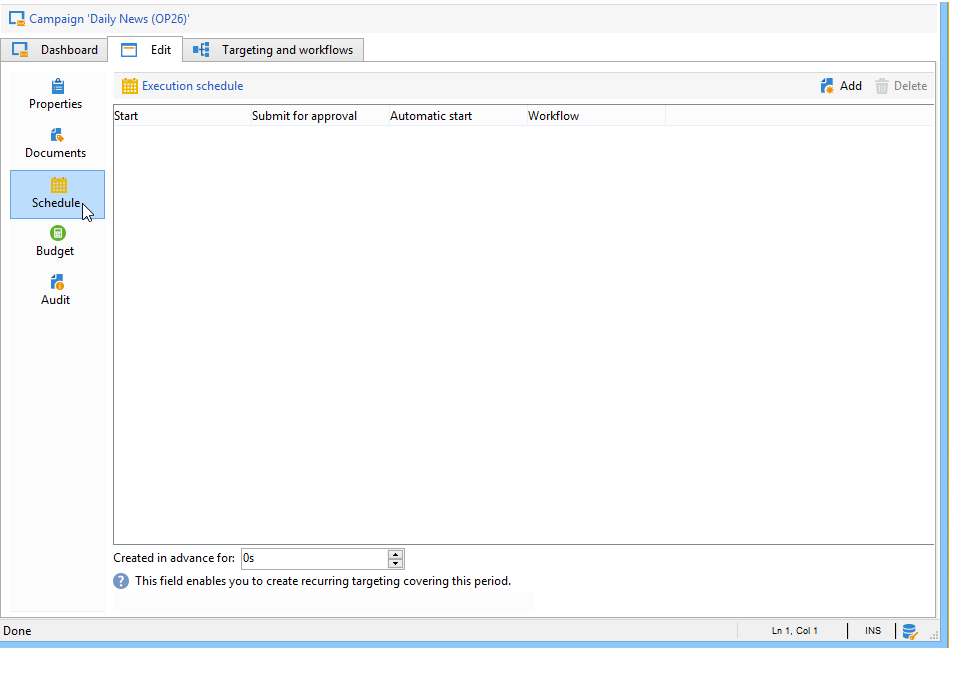 Campaign 'Daily News (OP26)'
Dashboard Edit Targeting and workflows
Properties
Documents
Schedule
Budget
Audit
Execution schedule Add Delete
Start Submit for approval Automatic start Workflow
Created in advance for: 0s
? This field enables you to create recurring targeting covering this period.
Done Ln 1, Col 1 INS